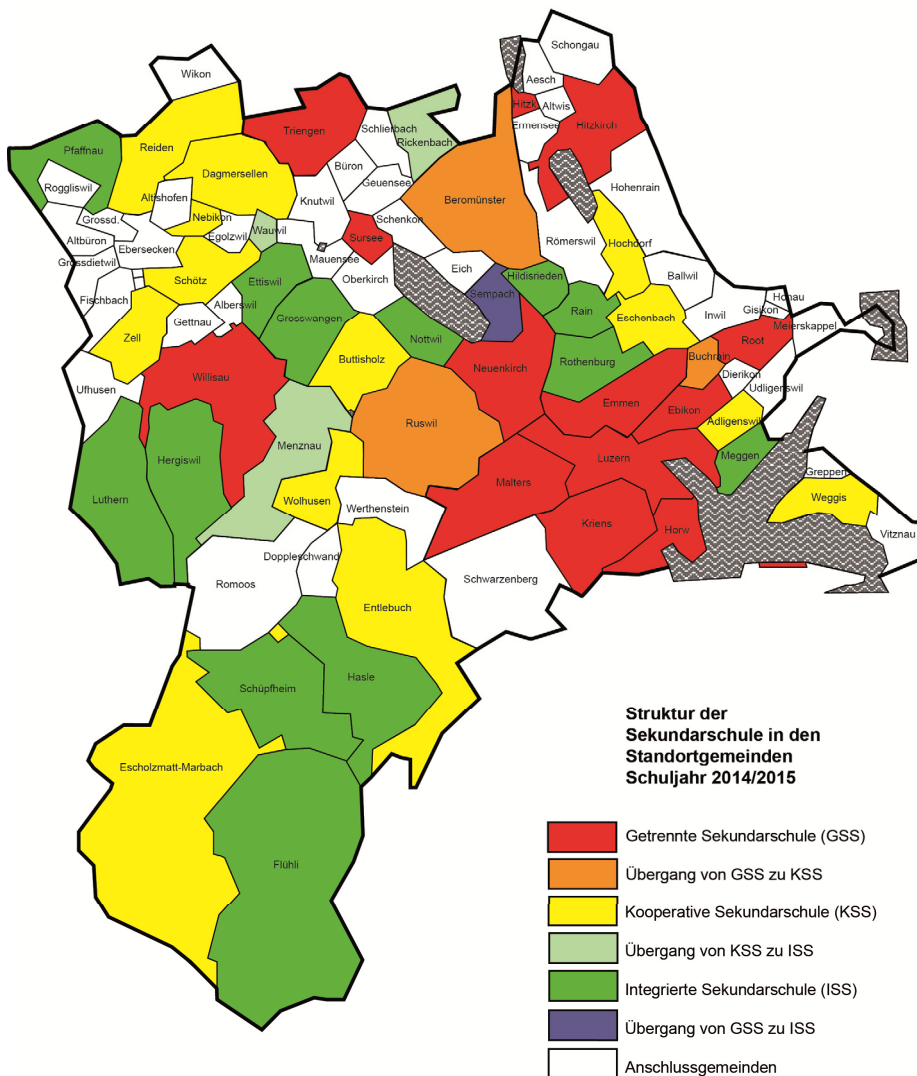 Schongau
Wikon
Aesch
Hitzk
Altwis
Ermensee
Hitzkirch
Triengen
Schlierbach
Rickenbach
Pfaffnau
Reiden
Büron
Dagmersellen
Geuensee
Roggliswil
Altishofen
Knutwil
Beromünster
Hohenrain
Grossd.
Nebikon
Schenkon
Altbüron
Ebersecken
Egolzwil
Wauwil
Sursee
Römerswil
Hochdorf
Grossdietwil
Mauensee
Eich
Hildisrieden
Ballwil
Schötz
Ettiswil
Oberkirch
Sempach
Fischbach
Alberswil
Honau
Gisikon
Rain
Eschenbach
Inwil
Meierskappel
Zell
Gettnau
Grosswangen
Nottwil
Root
Buttisholz
Rothenburg
Buchrain
Ufhusen
Willisau
Neuenkirch
Dierikon
Udligenswil
Emmen
Ebikon
Ruswil
Adligenswil
Menznau
Hergiswil
Luzern
Meggen
Luthern
Malters
Greppen
Wolhusen
Weggis
Werthenstein
Kriens
Horw
Vitznau
Doppleschwand
Romoos
Schwarzenberg
Entlebuch
Hasle
Schüpfheim
Escholzmatt-Marbach
Flühli
Struktur der
Sekundarschule in den
Standortgemeinden
Schuljahr 2014/2015
Getrennte Sekundarschule (GSS)
Übergang von GSS zu KSS
Kooperative Sekundarschule (KSS)
Übergang von KSS zu ISS
Integrierte Sekundarschule (ISS)
Übergang von GSS zu ISS
Anschlussgemeinden